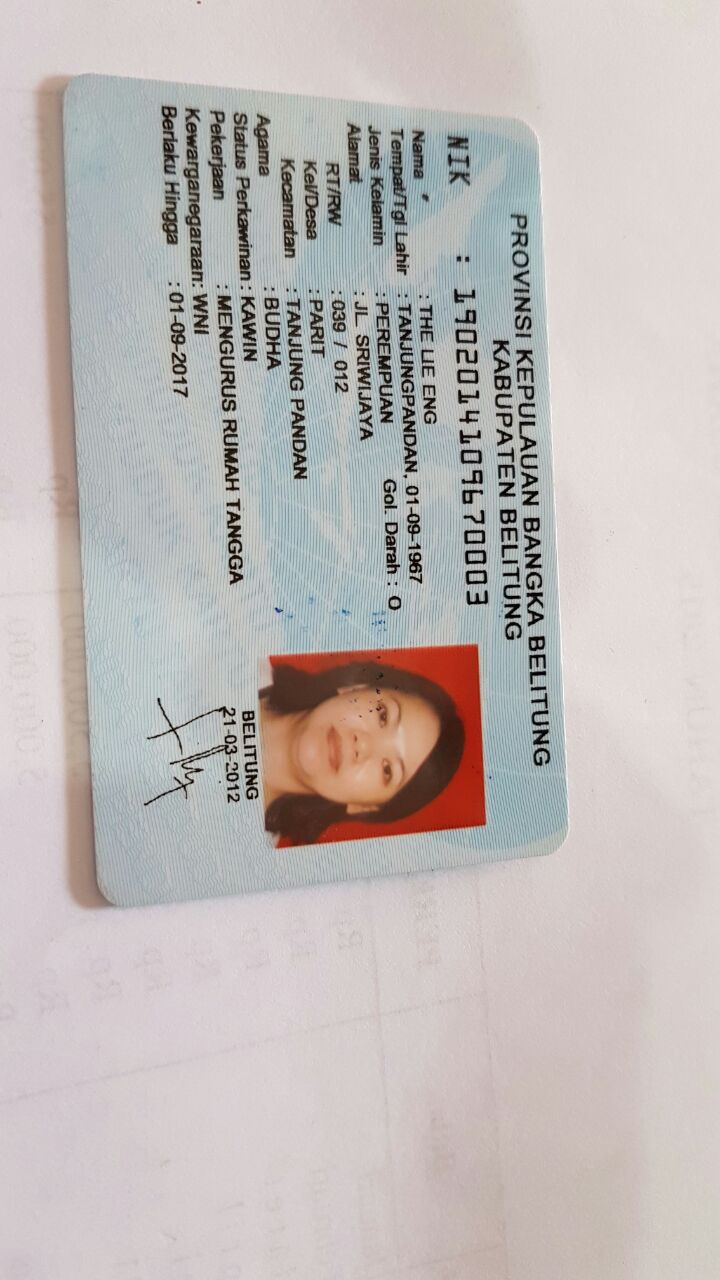 PROVINSI KEPULAUAN BANGKA BELITUNG
KABUPATEN BELITUNG
NIK : 1902014109670003
Nama : THE LIE ENG
Tempat/Tgl Lahir : TANJUNGPANDAN, 01-09-1967
Jenis Kelamin : PEREMPUAN Gol. Darah : O
Alamat : JL. SRIWIJAYA
RT/RW : 039 / 012
Kel/Desa : PARIT
Kecamatan : TANJUNG PANDAN
Agama : BUDHA
Status Perkawinan : KAWIN
Pekerjaan : MENGURUS RUMAH TANGGA
Kewarganegaraan : WNI
Berlaku Hingga : 01-09-2017
BELITUNG
21-03-2012